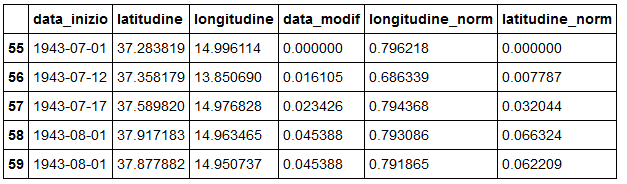 data_inizio latitudine longitudine data_modif longitudine_norm latitudine_norm
55 1943-07-01 37.283819 14.996114 0.000000 0.796218 0.000000
56 1943-07-12 37.358179 13.850690 0.016105 0.686339 0.007787
57 1943-07-17 37.589820 14.976828 0.023426 0.794368 0.032044
58 1943-08-01 37.917183 14.963465 0.045388 0.793086 0.066324
59 1943-08-01 37.877882 14.950737 0.045388 0.791865 0.062209